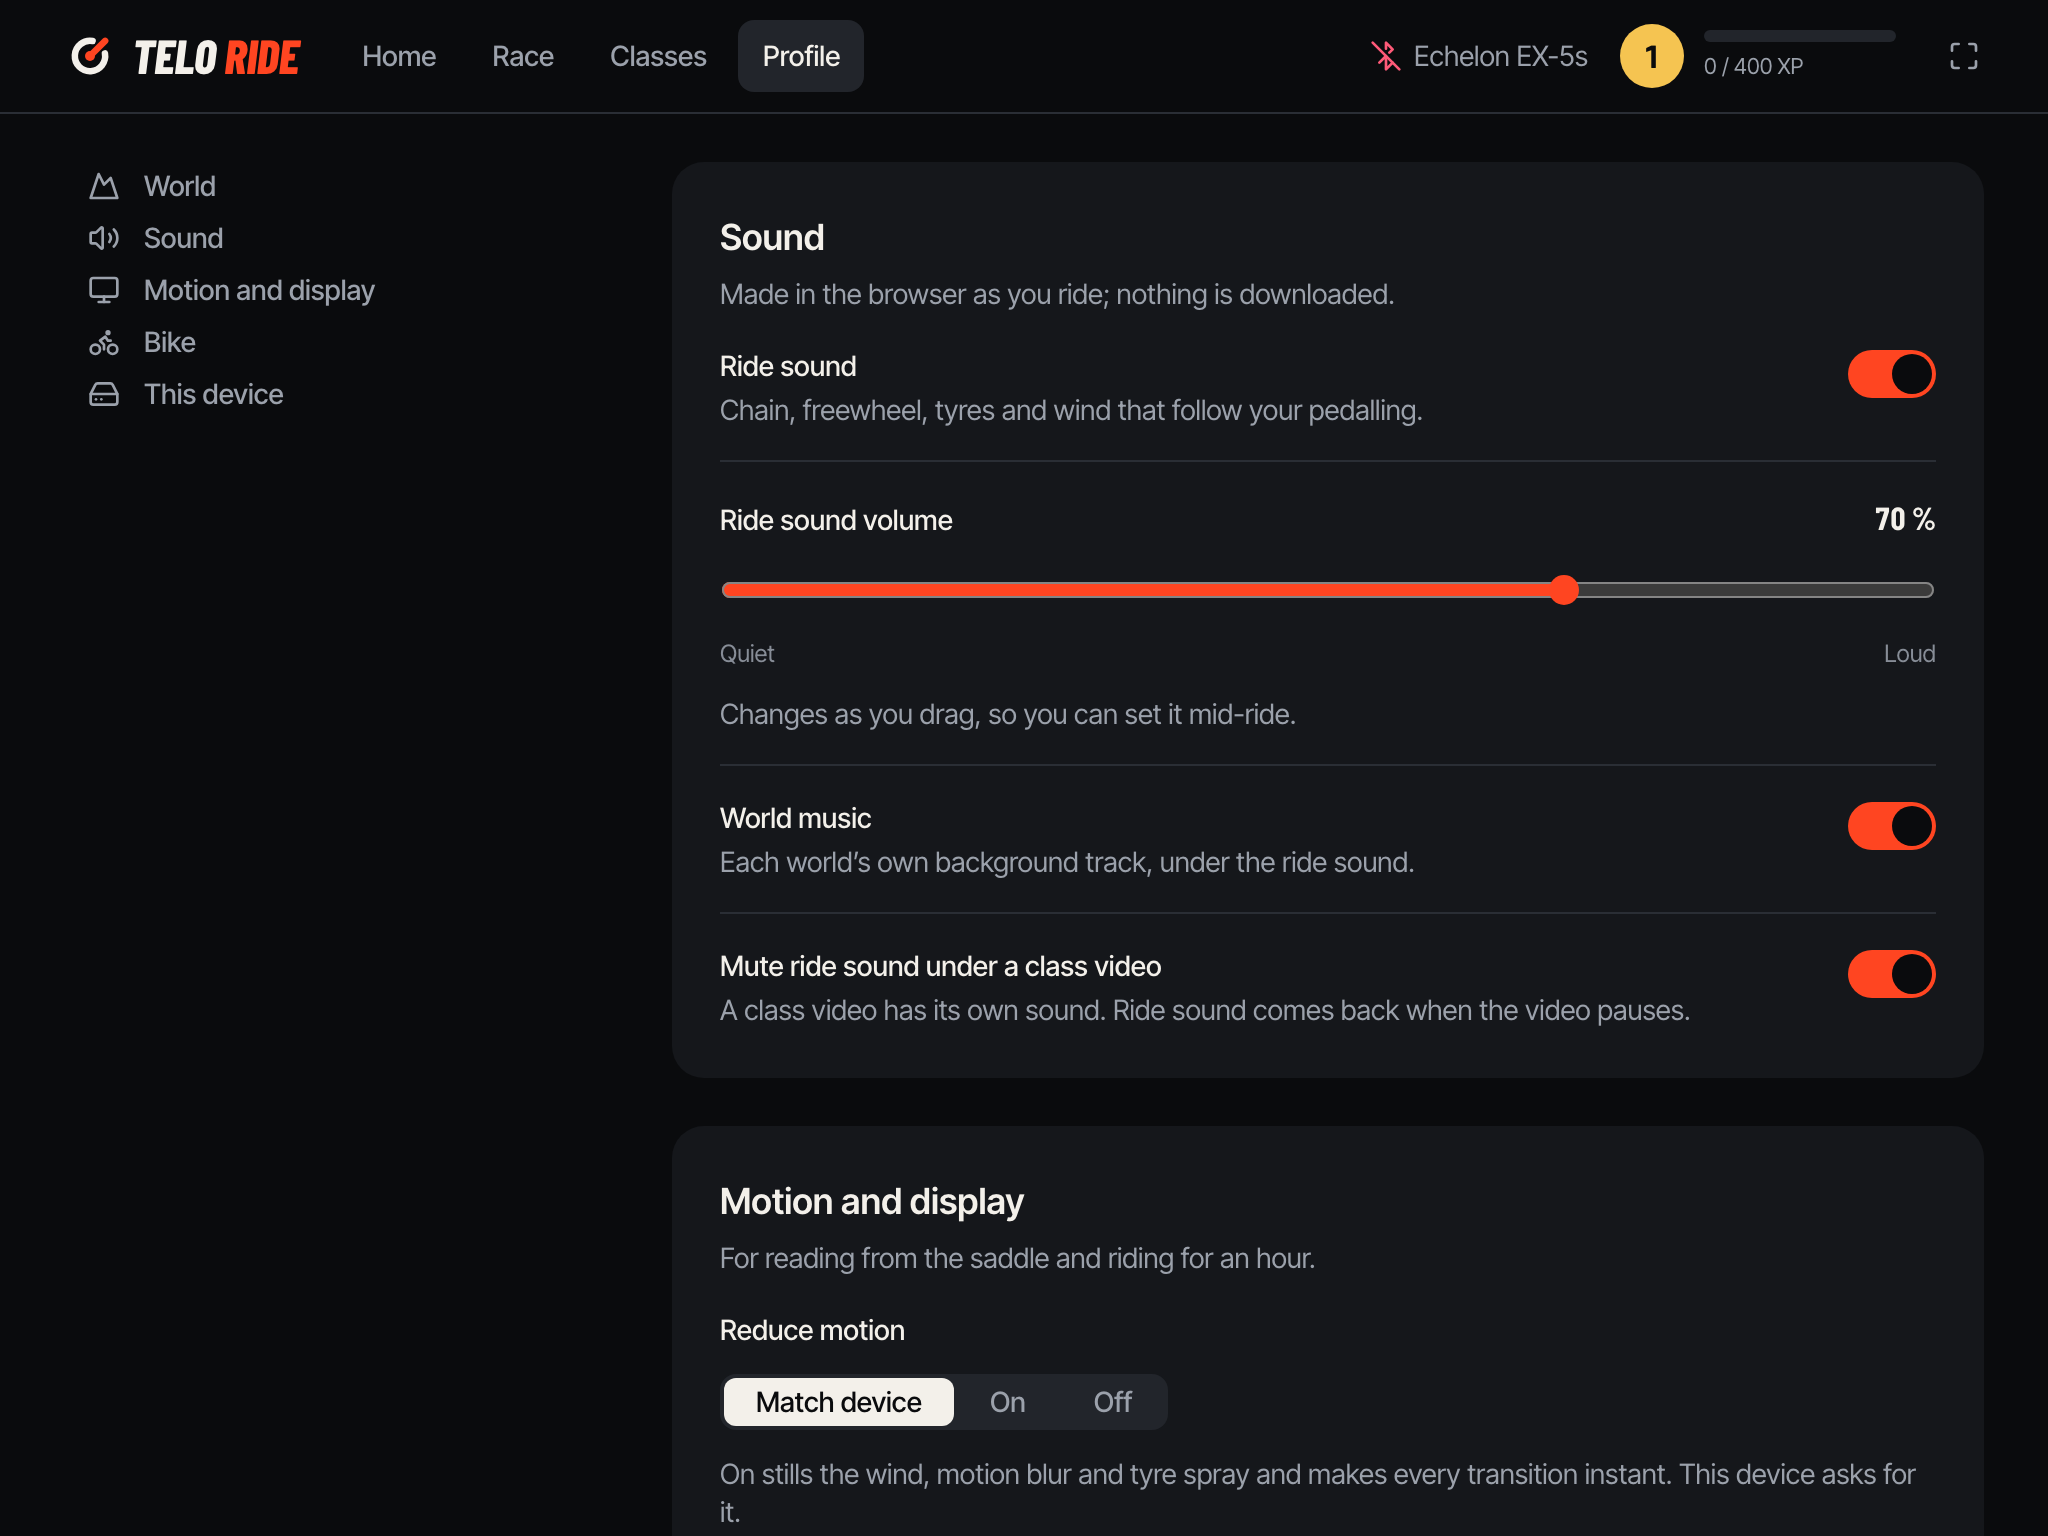 TELO RIDE
Home
Race
Classes
Profile
Echelon EX-5s
1
0 / 400 XP
World
Sound
Motion and display
Bike
This device
Sound
Made in the browser as you ride; nothing is downloaded.
Ride sound
Chain, freewheel, tyres and wind that follow your pedalling.
Ride sound volume
70 %
Quiet
Loud
Changes as you drag, so you can set it mid-ride.
World music
Each world’s own background track, under the ride sound.
Mute ride sound under a class video
A class video has its own sound. Ride sound comes back when the video pauses.
Motion and display
For reading from the saddle and riding for an hour.
Reduce motion
Match device
On
Off
On stills the wind, motion blur and tyre spray and makes every transition instant. This device asks for
it.